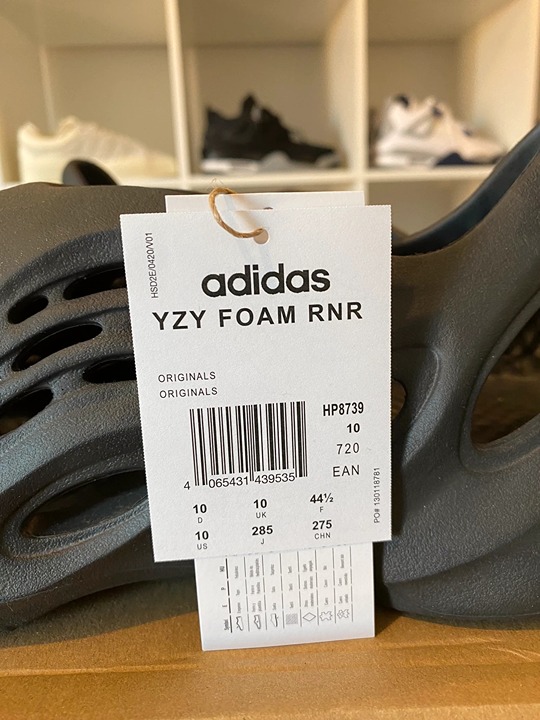 HSD2E/0420/V01
adidas
YZY FOAM RNR
ORIGINALS
ORIGINALS
HP8739
10
720
EAN
4 065431 439535
10 10 44½
D UK F
10 285 275
US J CHN
PO# 130118781